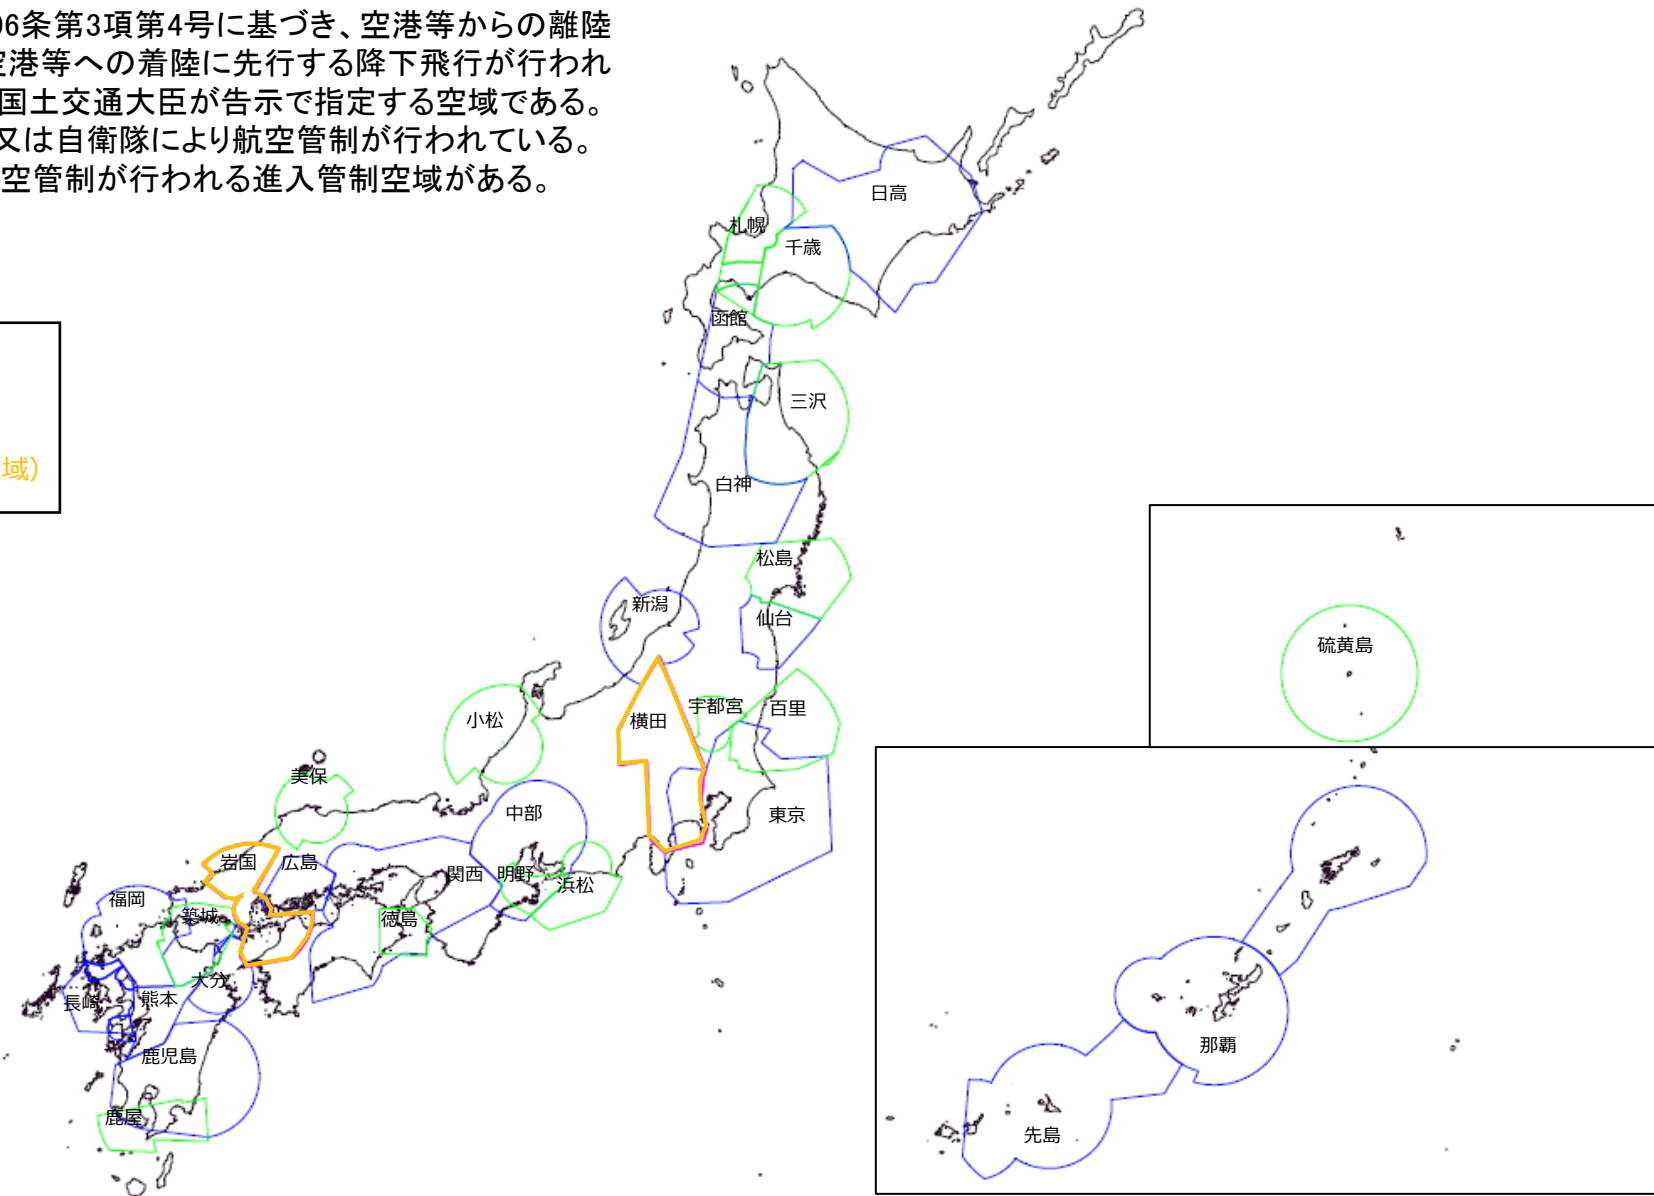 06条第3項第4号に基づき、空港等からの離陸
空港等への着陸に先行する降下飛行が行われ
国土交通大臣が告示で指定する空域である。
又は自衛隊により航空管制が行われている。
空管制が行われる進入管制空域がある。
域)
日高
札幌
千歳
函館
三沢
白神
松島
新潟
仙台
硫黄島
横田
宇都宮
百里
小松
美保
中部
東京
岩国
広島
関西
明野
浜松
福岡
築城
徳島
大分
長崎
熊本
鹿児島
那覇
鹿屋
先島